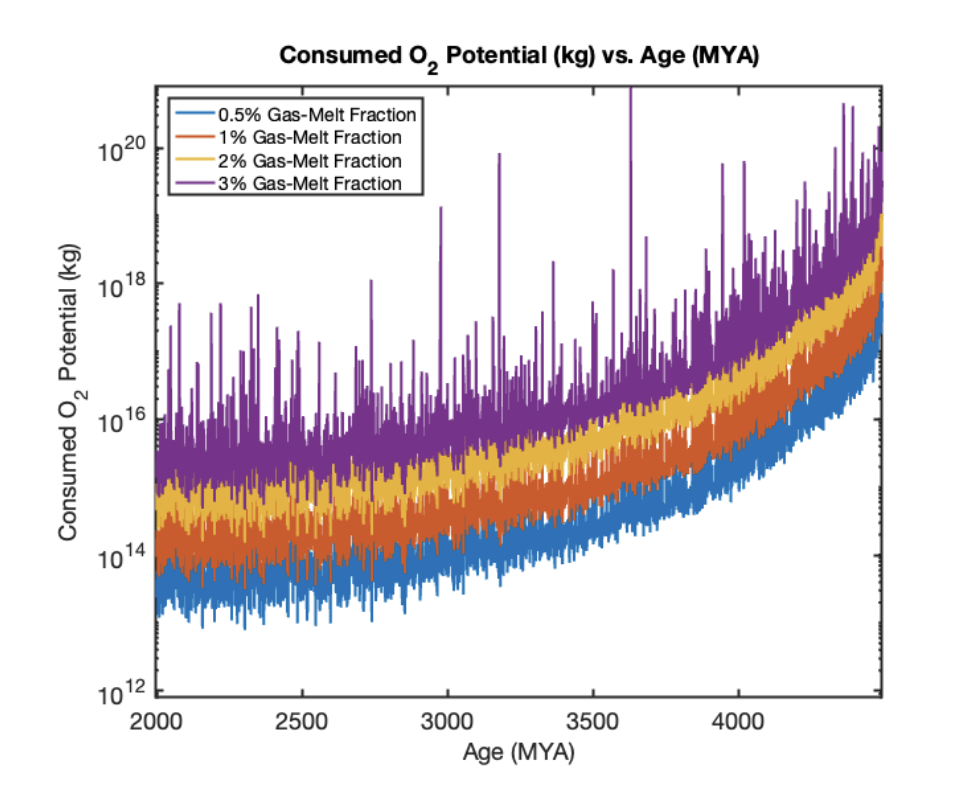 Consumed O2 Potential (kg) vs. Age (MYA)
0.5% Gas-Melt Fraction
1% Gas-Melt Fraction
2% Gas-Melt Fraction
3% Gas-Melt Fraction
Consumed O2 Potential (kg)
10^20
10^18
10^16
10^14
10^12
2000 2500 3000 3500 4000
Age (MYA)